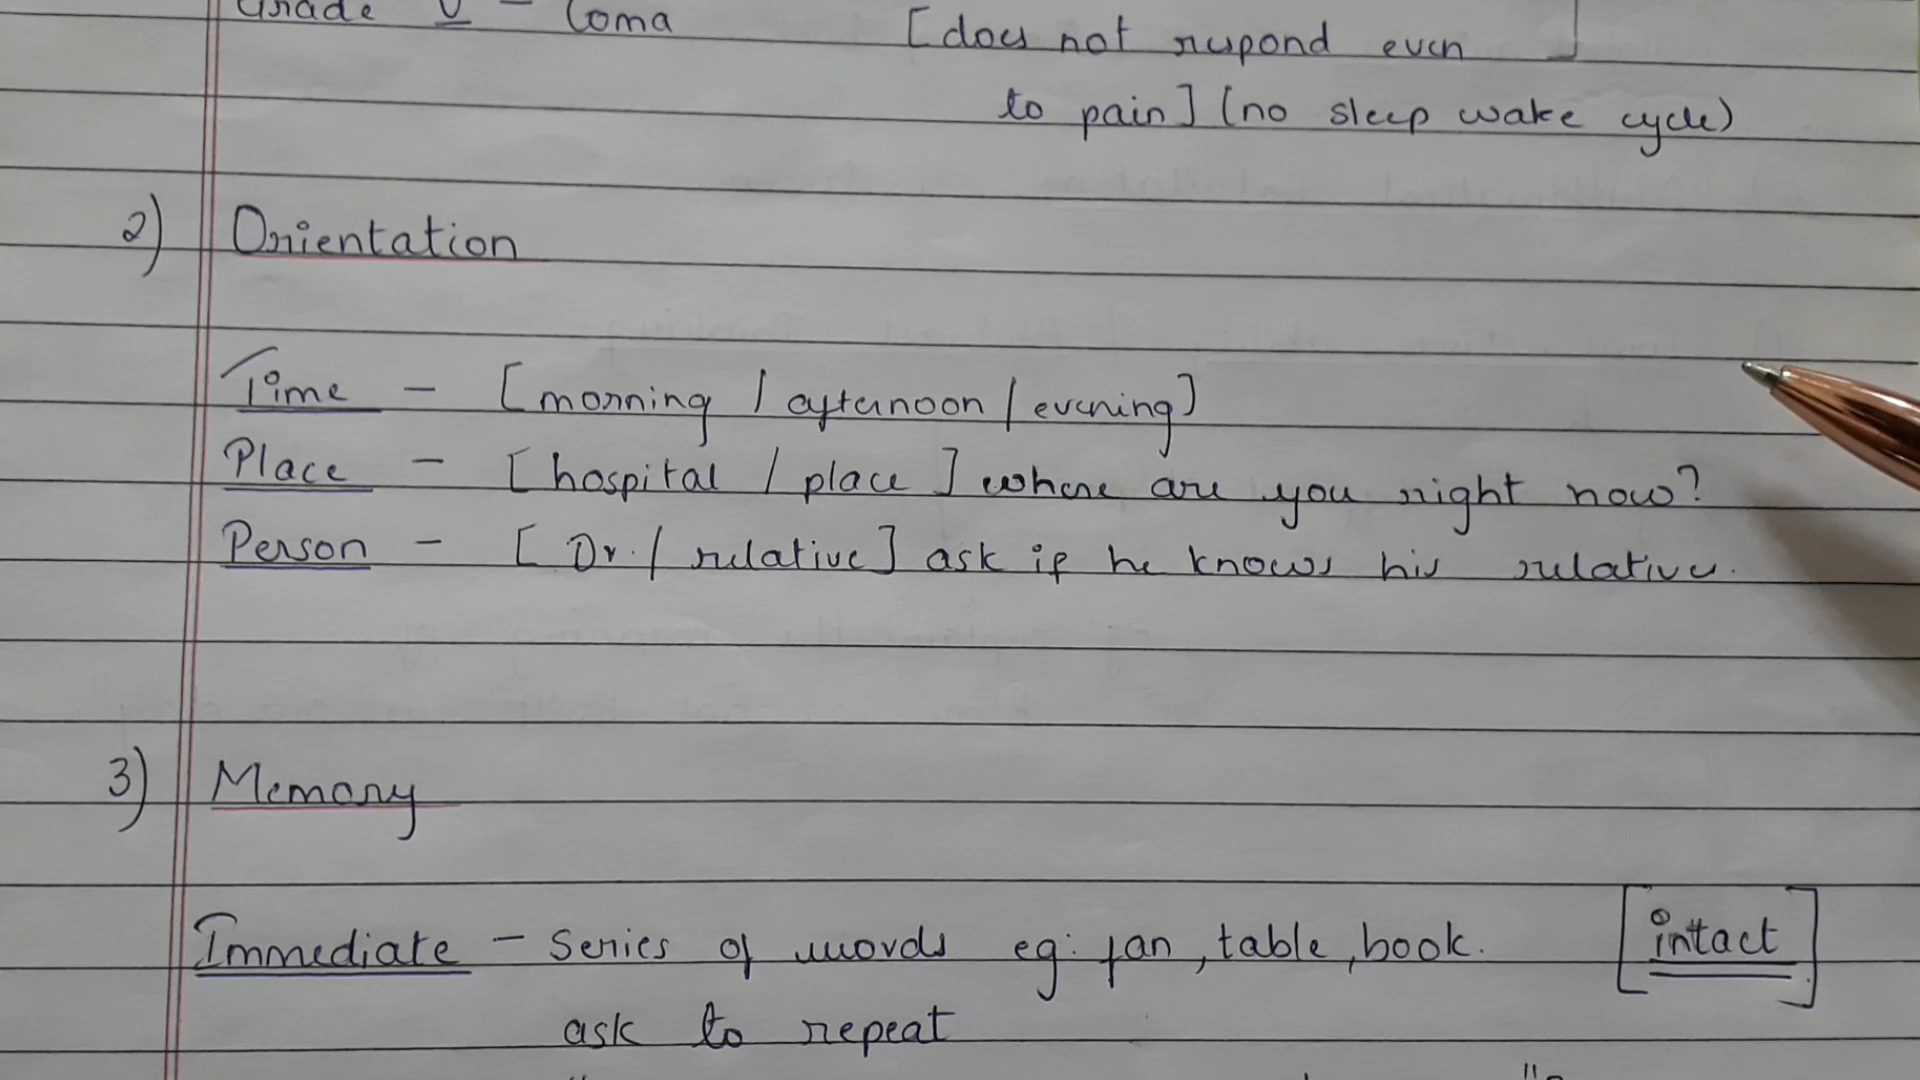 Grade V - Coma [does not respond even
to pain] (no sleep wake cycle)
2) Orientation
Time - [morning / afternoon / evening]
Place - [hospital / place] where are you right now?
Person - [Dr. / relative] ask if he knows his relative.
3) Memory
Immediate - series of words eg: fan, table, book. [intact]
ask to repeat